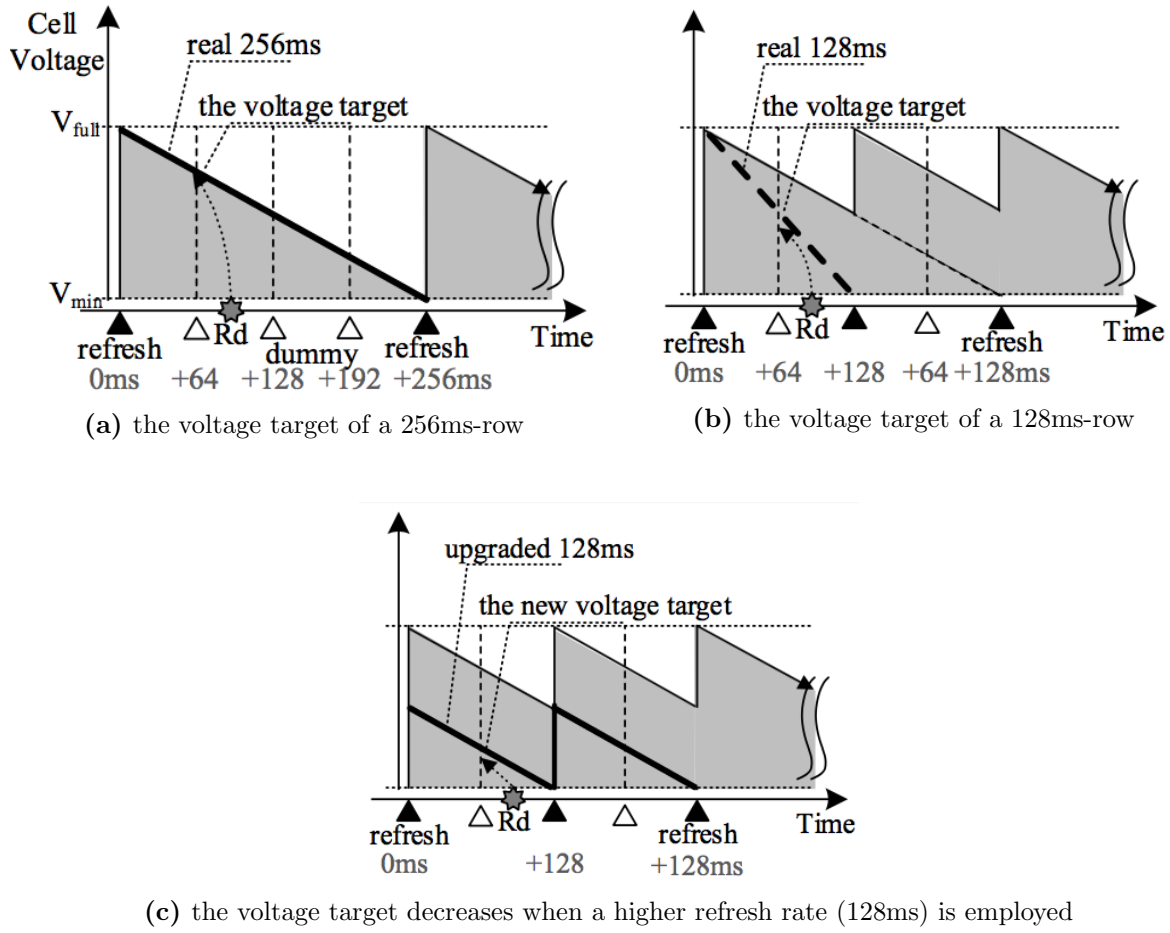 Cell
Voltage
real 256ms
the voltage target
Vfull
Vmin
Rd
Time
refresh
dummy
refresh
0ms
+64
+128
+192
+256ms
(a) the voltage target of a 256ms-row
real 128ms
the voltage target
Rd
Time
refresh
refresh
0ms
+64
+128
+64
+128ms
(b) the voltage target of a 128ms-row
upgraded 128ms
the new voltage target
Rd
Time
refresh
refresh
0ms
+128
+128ms
(c) the voltage target decreases when a higher refresh rate (128ms) is employed